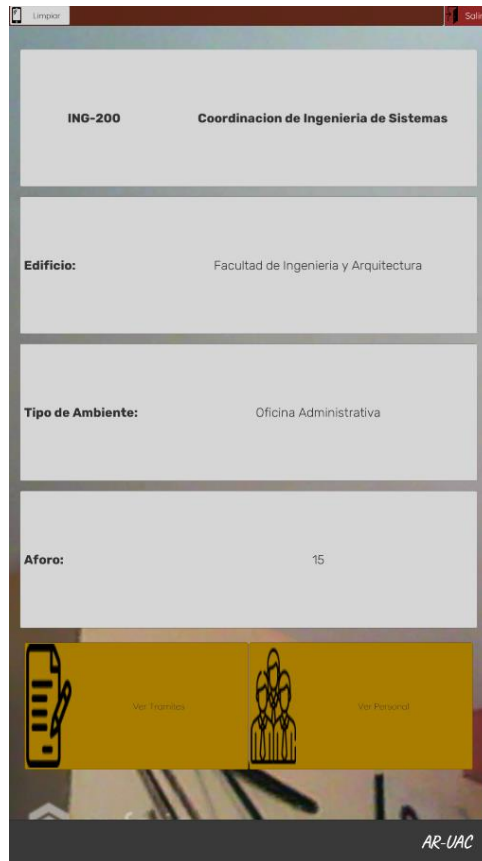 Limpiar
Salir
ING-200 Coordinacion de Ingenieria de Sistemas
Edificio: Facultad de Ingenieria y Arquitectura
Tipo de Ambiente: Oficina Administrativa
Aforo: 15
Ver Tramites
Ver Personal
AR-UAC